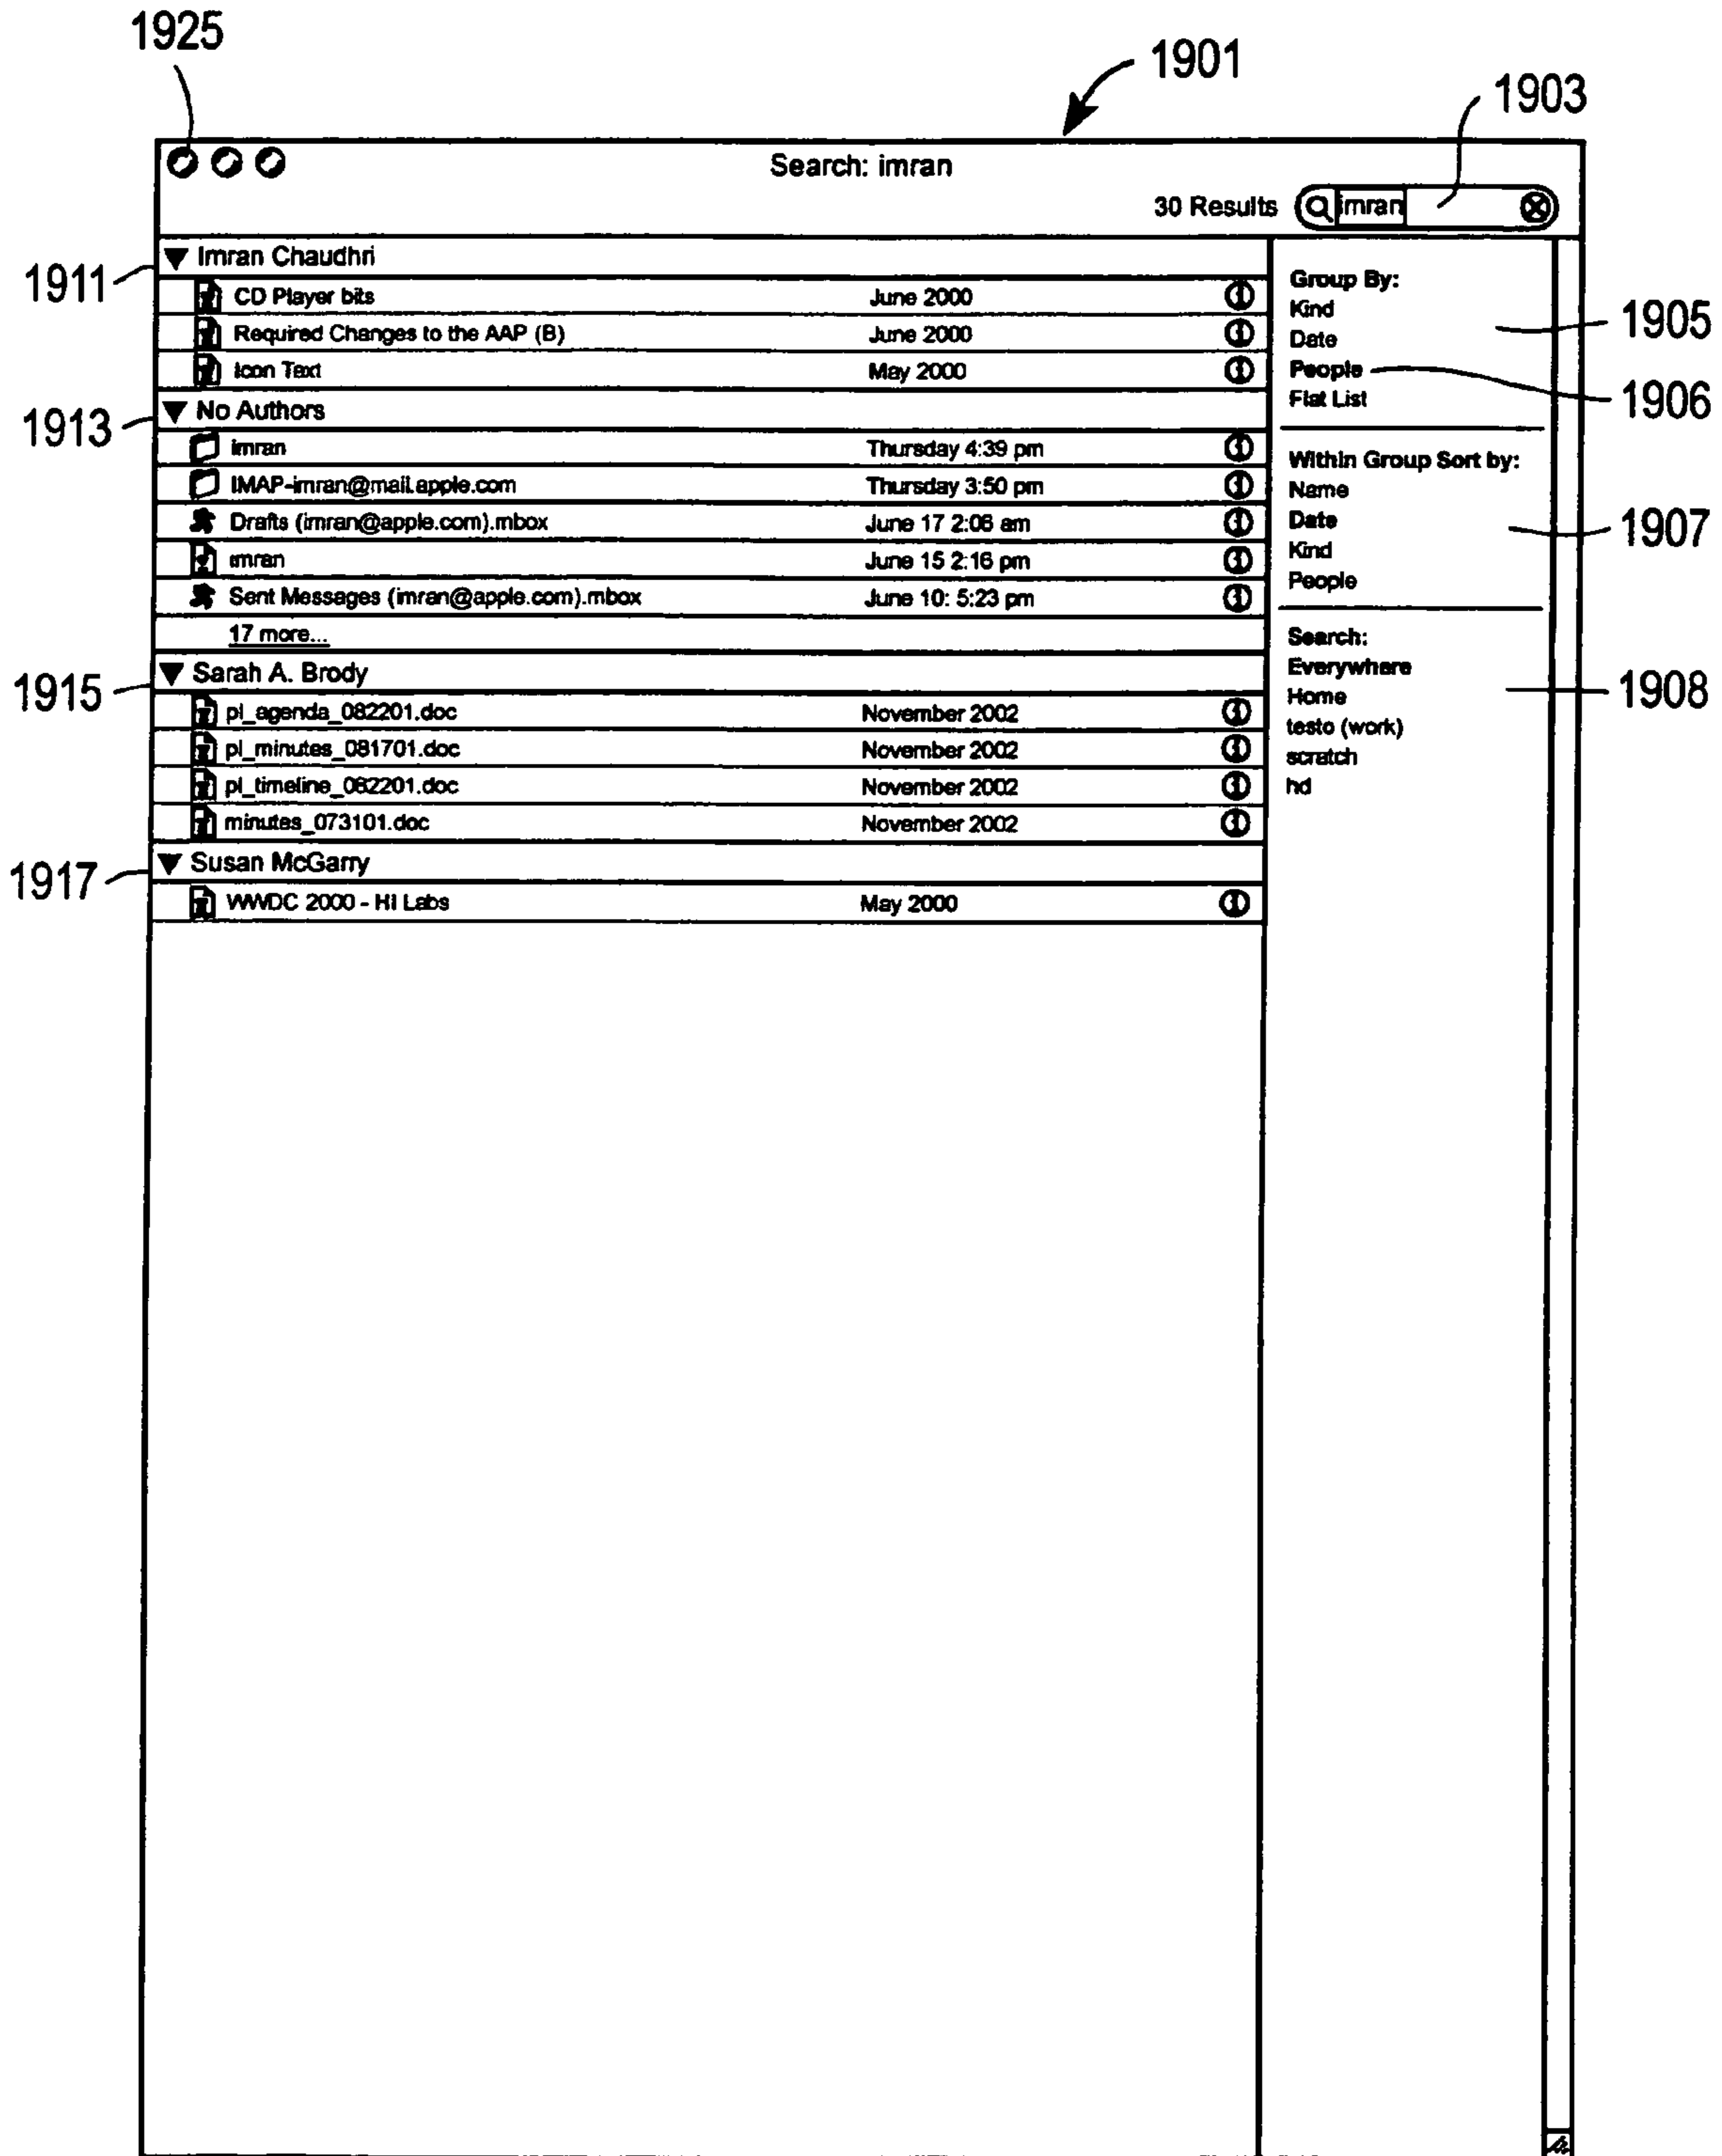 1925
1901
1903
Search: imran
30 Results imran
1911
Imran Chaudhri
CD Player bits June 2000
Required Changes to the AAP (B) June 2000
Icon Text May 2000
1913
No Authors
imran Thursday 4:39 pm
IMAP-imran@mail.apple.com Thursday 3:50 pm
Drafts (imran@apple.com).mbox June 17 2:06 am
imran June 15 2:16 pm
Sent Messages (imran@apple.com).mbox June 10: 5:23 pm
17 more...
1915
Sarah A. Brody
pl_agenda_082201.doc November 2002
pl_minutes_081701.doc November 2002
pl_timeline_082201.doc November 2002
minutes_073101.doc November 2002
1917
Susan McGarry
WWDC 2000 - HI Labs May 2000
Group By:
Kind
Date
People
Flat List
1905
1906
Within Group Sort by:
Name
Date
Kind
People
1907
Search:
Everywhere
Home
testo (work)
scratch
hd
1908